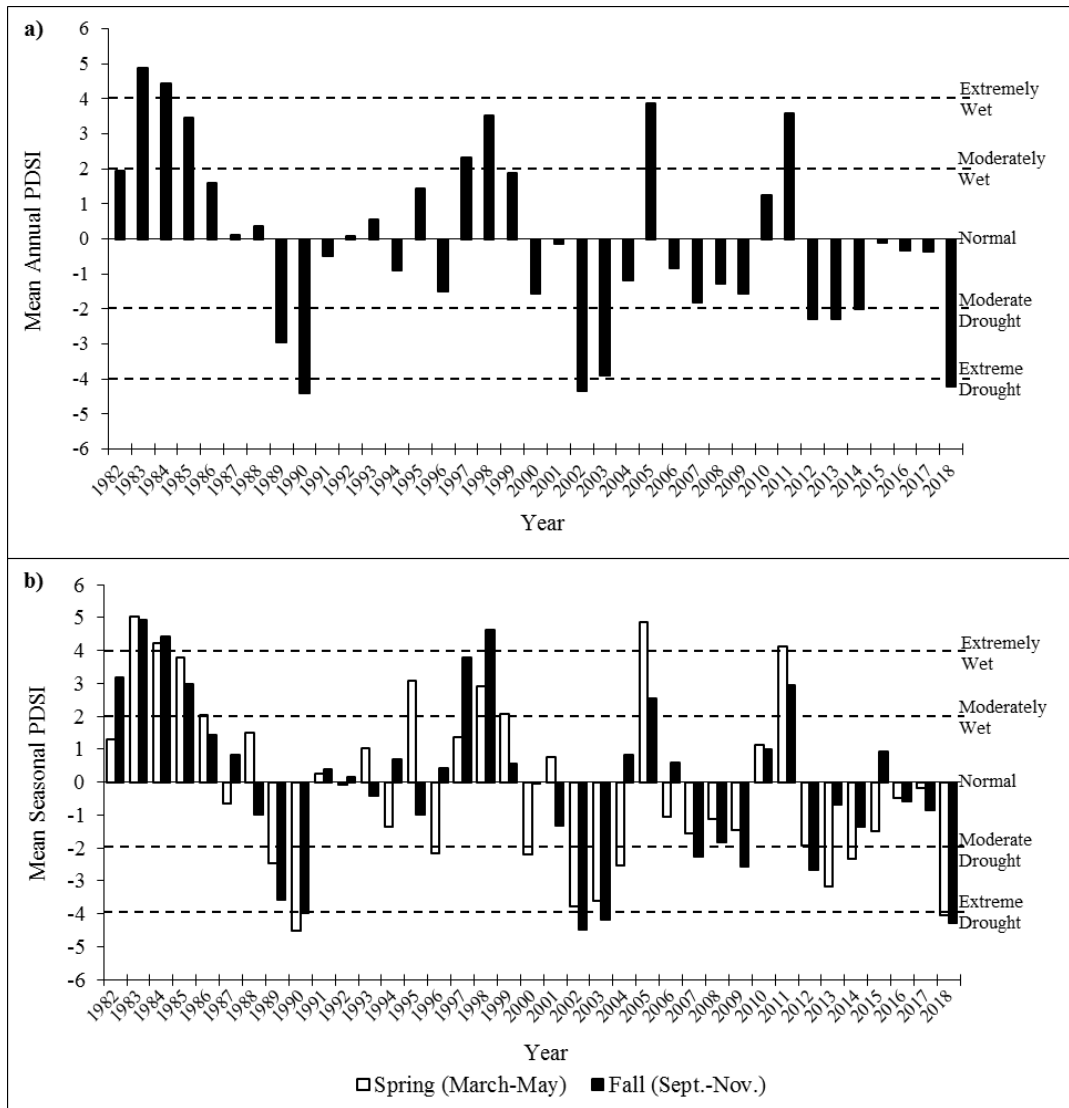 a)
Mean Annual PDSI
6
5
4
3
2
1
0
-1
-2
-3
-4
-5
-6
Extremely
Wet
Moderately
Wet
Normal
Moderate
Drought
Extreme
Drought
1982 1983 1984 1985 1986 1987 1988 1989 1990 1991 1992 1993 1994 1995 1996 1997 1998 1999 2000 2001 2002 2003 2004 2005 2006 2007 2008 2009 2010 2011 2012 2013 2014 2015 2016 2017 2018
Year
b)
Mean Seasonal PDSI
6
5
4
3
2
1
0
-1
-2
-3
-4
-5
-6
Extremely
Wet
Moderately
Wet
Normal
Moderate
Drought
Extreme
Drought
1982 1983 1984 1985 1986 1987 1988 1989 1990 1991 1992 1993 1994 1995 1996 1997 1998 1999 2000 2001 2002 2003 2004 2005 2006 2007 2008 2009 2010 2011 2012 2013 2014 2015 2016 2017 2018
Year
Spring (March-May) Fall (Sept.-Nov.)